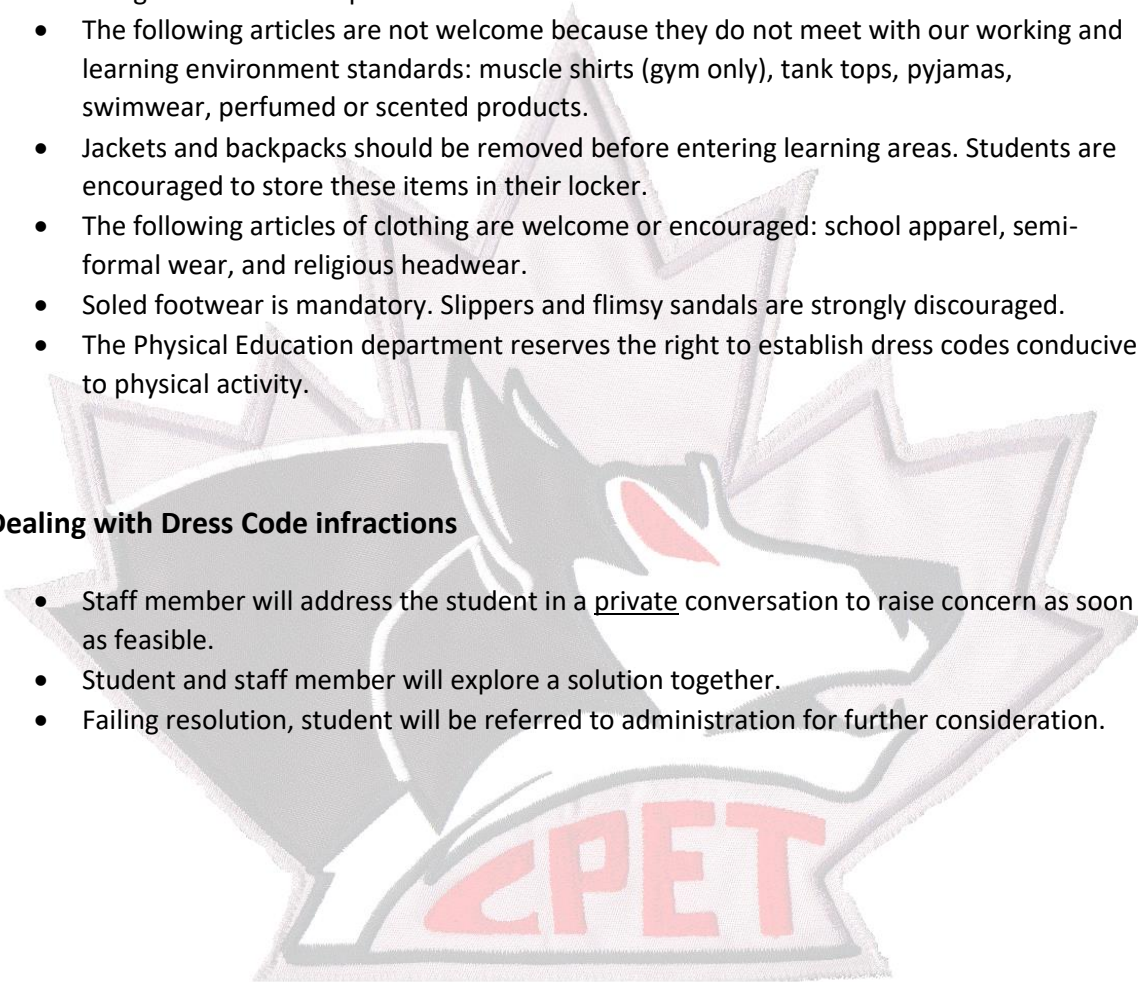 • The following articles are not welcome because they do not meet with our working and
learning environment standards: muscle shirts (gym only), tank tops, pyjamas,
swimwear, perfumed or scented products.
• Jackets and backpacks should be removed before entering learning areas. Students are
encouraged to store these items in their locker.
• The following articles of clothing are welcome or encouraged: school apparel, semi-
formal wear, and religious headwear.
• Soled footwear is mandatory. Slippers and flimsy sandals are strongly discouraged.
• The Physical Education department reserves the right to establish dress codes conducive
to physical activity.
Dealing with Dress Code infractions
• Staff member will address the student in a private conversation to raise concern as soon
as feasible.
• Student and staff member will explore a solution together.
• Failing resolution, student will be referred to administration for further consideration.
CPET